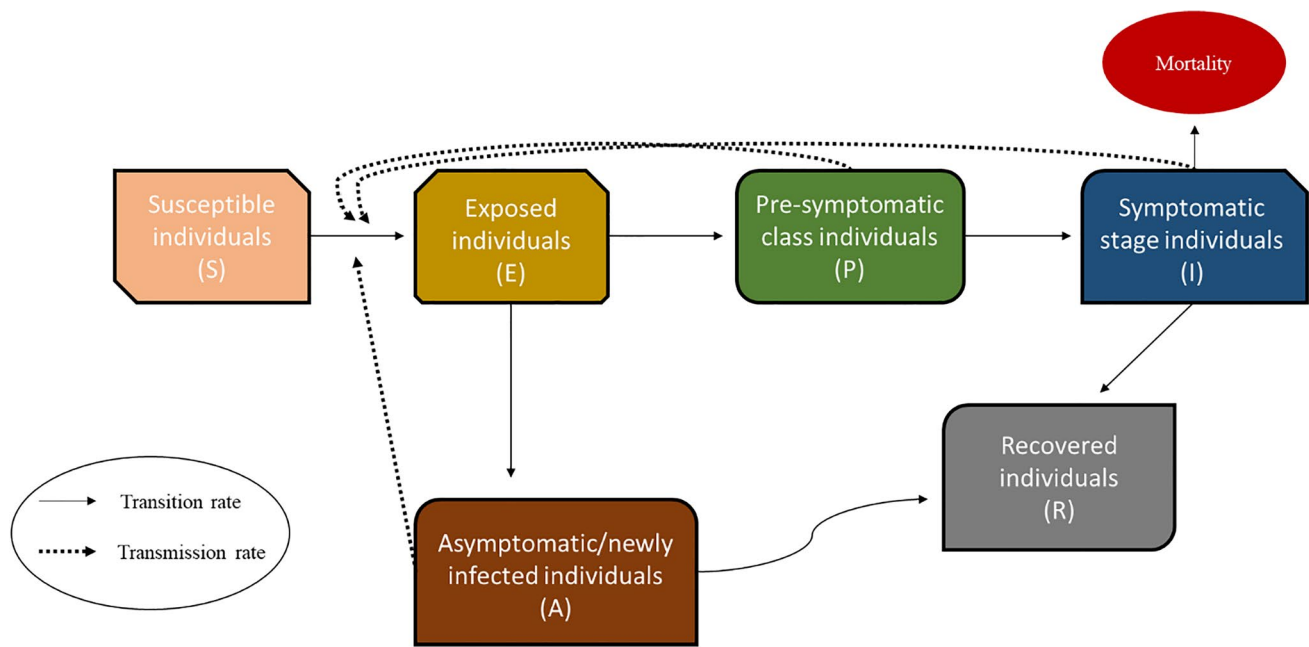 Mortality
Susceptible
individuals
(S)
Exposed
individuals
(E)
Pre-symptomatic
class individuals
(P)
Symptomatic
stage individuals
(I)
Recovered
individuals
(R)
Asymptomatic/newly
infected individuals
(A)
Transition rate
Transmission rate